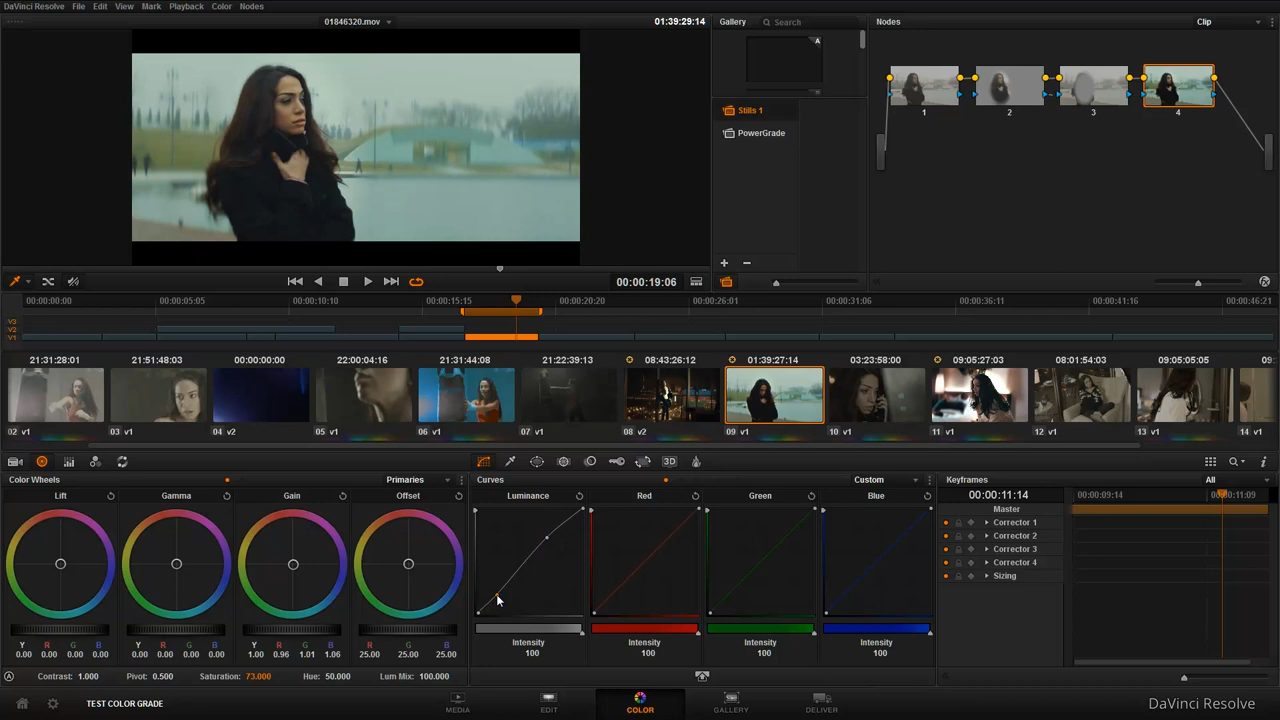 DaVinci Resolve File Edit View Mark Playback Color Nodes
01846320.mov 01:39:29:14 Gallery Search Nodes Clip
A
1 2 3 4
Stills 1
PowerGrade
00:00:19:06
00:00:00:00 00:00:05:05 00:00:10:10 00:00:15:15 00:00:20:20 00:00:26:01 00:00:31:06 00:00:36:11 00:00:41:16 00:00:46:21
V3
V2
V1
21:31:28:01 21:51:48:03 00:00:00:00 22:00:04:16 21:31:44:08 21:22:39:13 08:43:26:12 01:39:27:14 03:23:58:00 09:05:27:03 08:01:54:03 09:05:05:05 09:
02 v1 03 v1 04 v2 05 v1 06 v1 07 v1 08 v2 09 v1 10 v1 11 v1 12 v1 13 v1 14 v1
3D
Color Wheels Primaries Curves Custom Keyframes All
Lift Gamma Gain Offset Luminance Red Green Blue 00:00:11:14 00:00:09:14 00:00:11:09
Master
Corrector 1
Corrector 2
Corrector 3
Corrector 4
Sizing
Y R G B Y R G B Y R G B R G B
0.00 0.00 0.00 0.00 0.00 0.00 0.00 0.00 1.00 0.96 1.01 1.06 25.00 25.00 25.00
Intensity Intensity Intensity Intensity
100 100 100 100
A Contrast: 1.000 Pivot: 0.500 Saturation: 73.000 Hue: 50.000 Lum Mix: 100.000
TEST COLOR GRADE MEDIA EDIT COLOR GALLERY DELIVER DaVinci Resolve